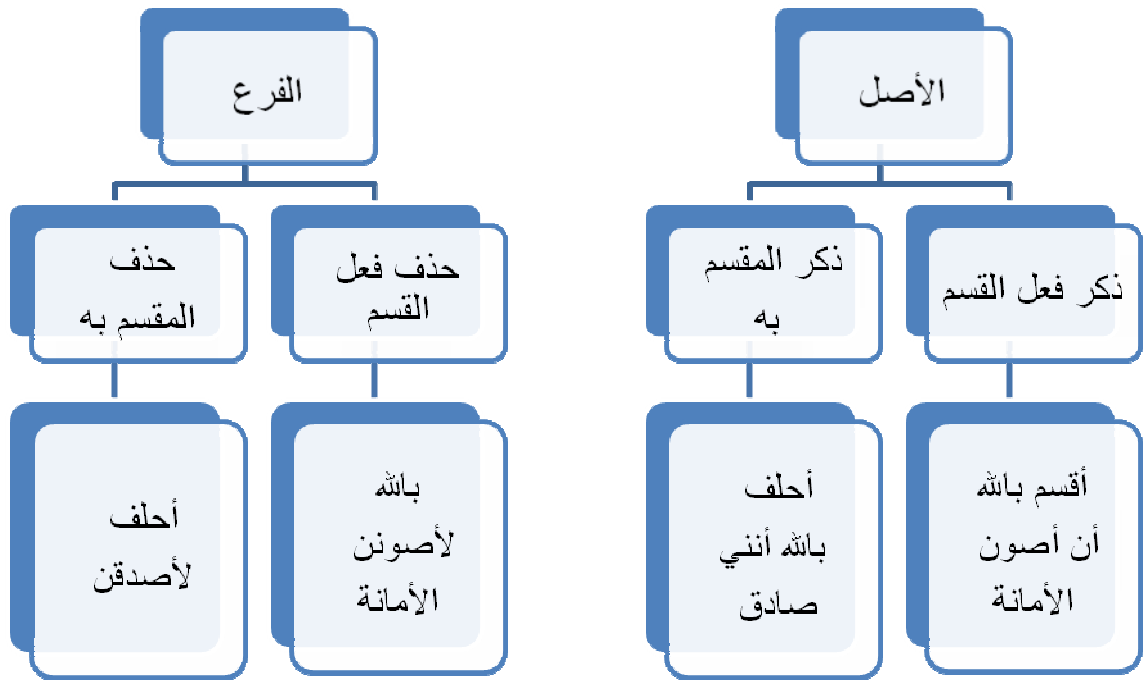 الأصل
ذكر فعل القسم
أقسم بالله
أن أصون
الأمانة
ذكر المقسم
به
أحلف
بالله أنني
صادق
الفرع
حذف فعل
القسم
بالله
لأصونن
الأمانة
حذف
المقسم به
أحلف
لأصدقن